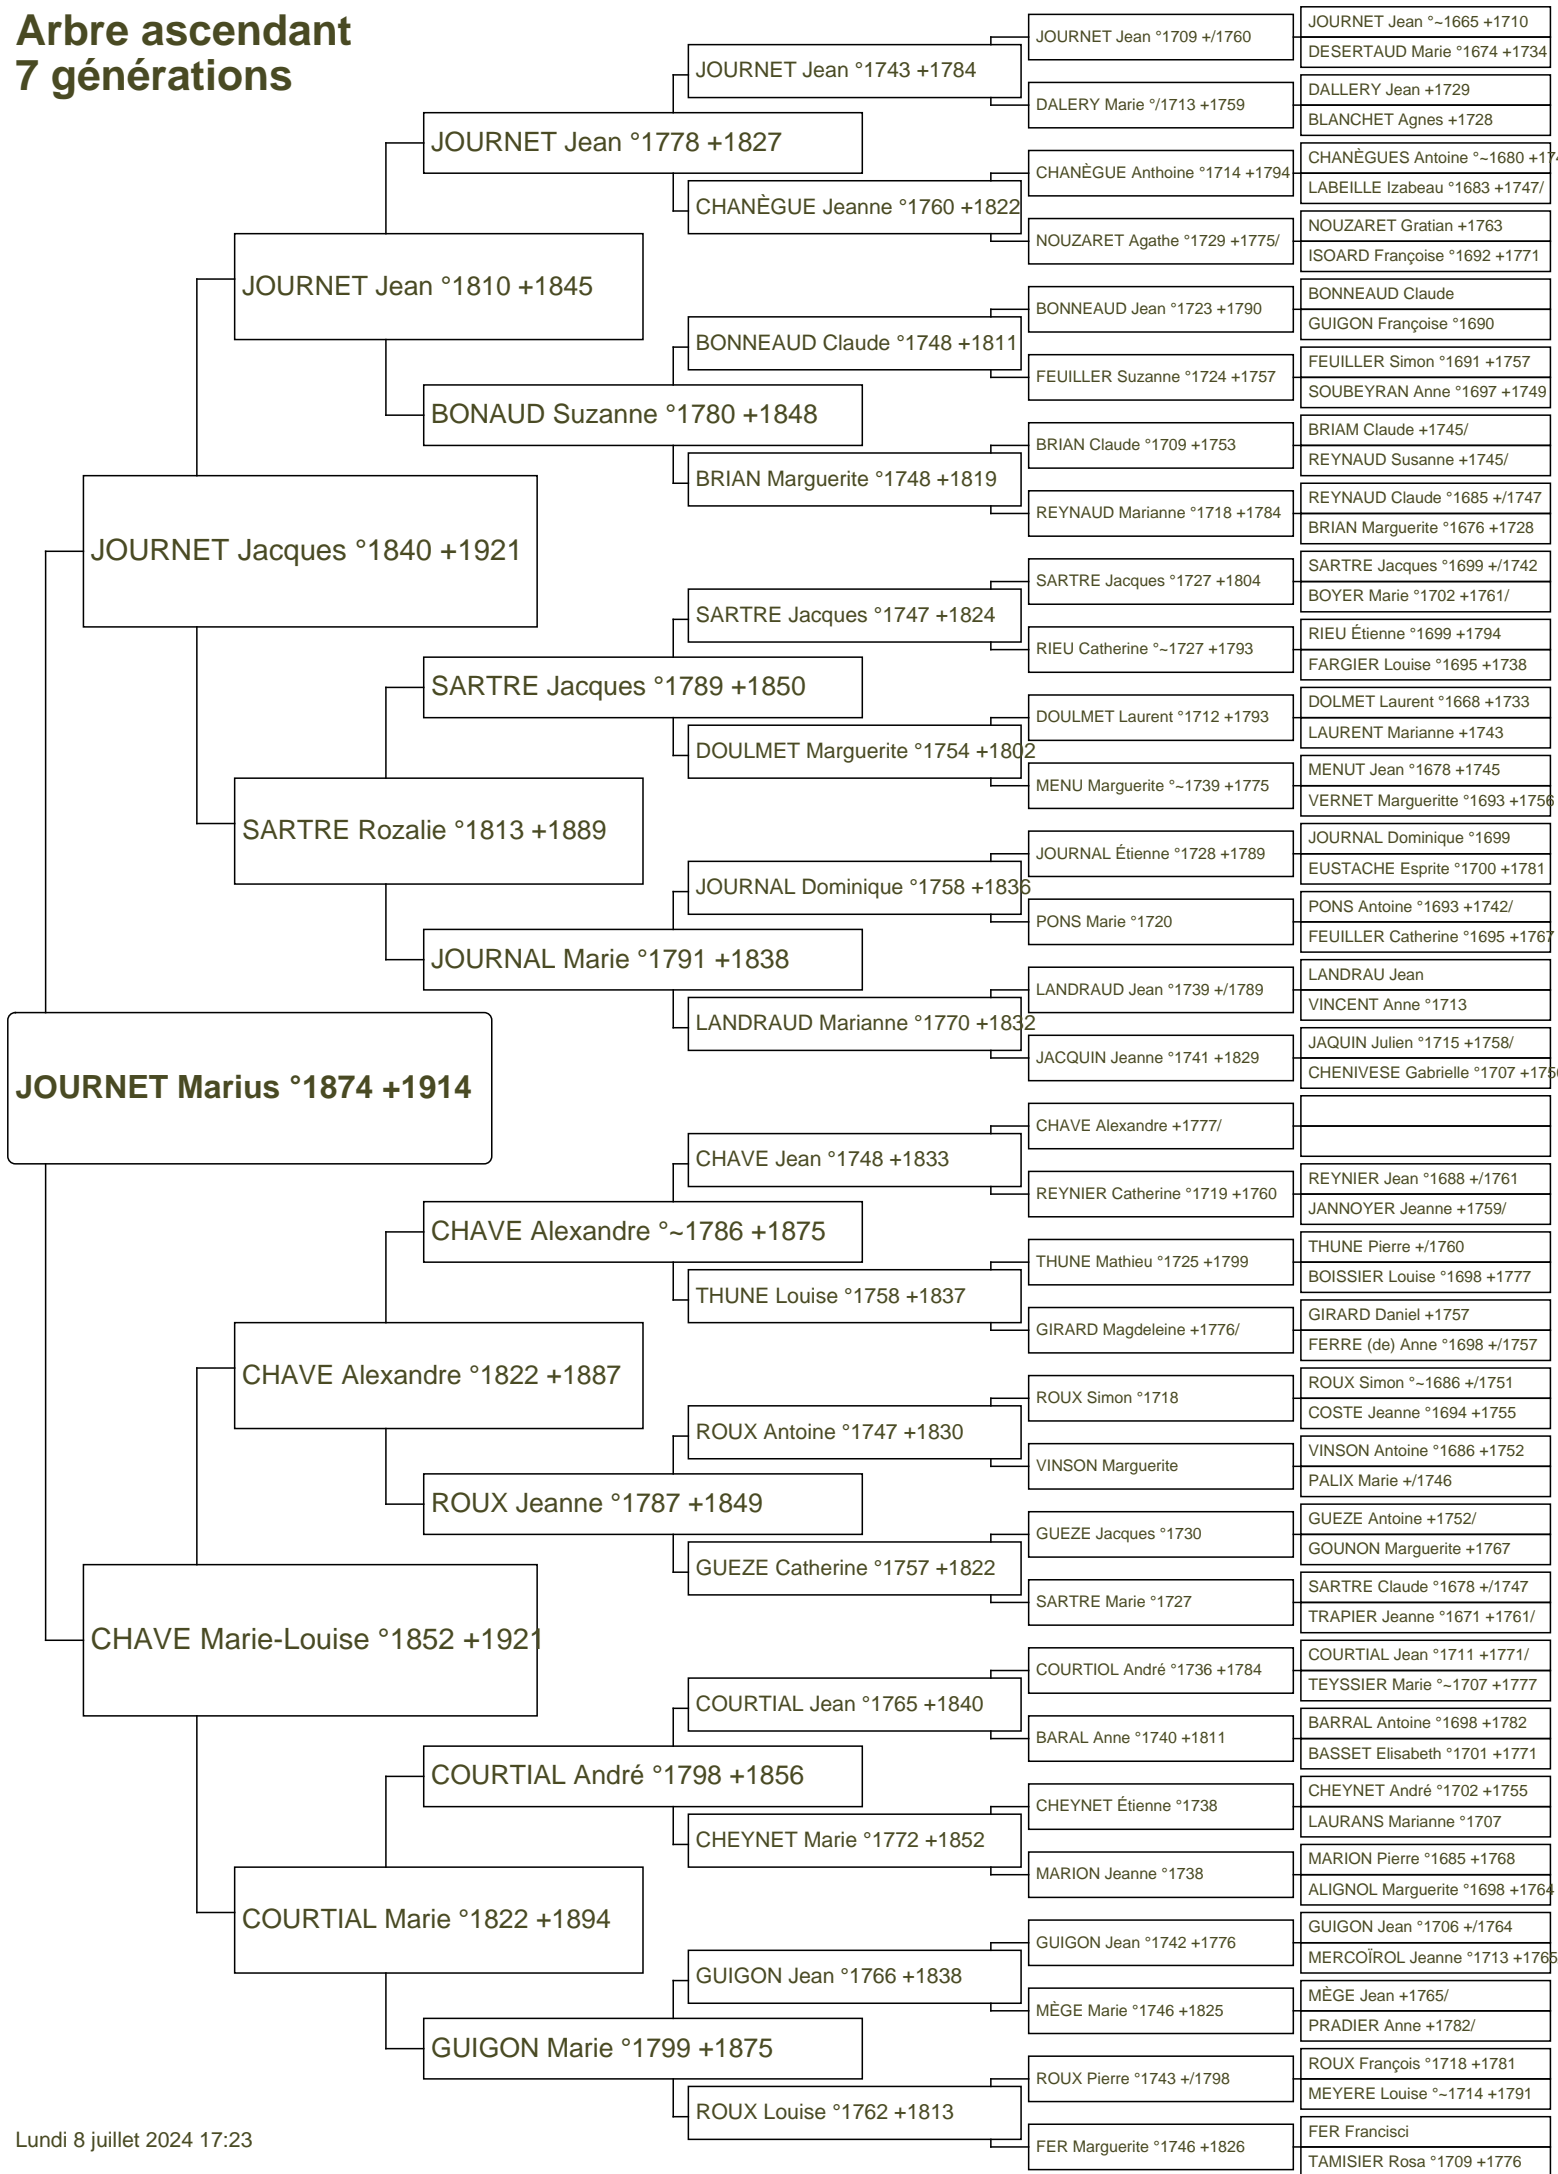 Arbre ascendant
7 générations
JOURNET Marius °1874 +1914
JOURNET Jacques °1840 +1921
CHAVE Marie-Louise °1852 +1921
JOURNET Jean °1810 +1845
SARTRE Rozalie °1813 +1889
CHAVE Alexandre °1822 +1887
COURTIAL Marie °1822 +1894
JOURNET Jean °1778 +1827
BONAUD Suzanne °1780 +1848
SARTRE Jacques °1789 +1850
JOURNAL Marie °1791 +1838
CHAVE Alexandre °~1786 +1875
ROUX Jeanne °1787 +1849
COURTIAL André °1798 +1856
GUIGON Marie °1799 +1875
JOURNET Jean °1743 +1784
CHANÈGUE Jeanne °1760 +1822
BONNEAUD Claude °1748 +1811
BRIAN Marguerite °1748 +1819
SARTRE Jacques °1747 +1824
DOULMET Marguerite °1754 +1802
JOURNAL Dominique °1758 +1836
LANDRAUD Marianne °1770 +1832
CHAVE Jean °1748 +1833
THUNE Louise °1758 +1837
ROUX Antoine °1747 +1830
GUEZE Catherine °1757 +1822
COURTIAL Jean °1765 +1840
CHEYNET Marie °1772 +1852
GUIGON Jean °1766 +1838
ROUX Louise °1762 +1813
JOURNET Jean °1709 +/1760
DALERY Marie °/1713 +1759
CHANÈGUE Anthoine °1714 +1794
NOUZARET Agathe °1729 +1775/
BONNEAUD Jean °1723 +1790
FEUILLER Suzanne °1724 +1757
BRIAN Claude °1709 +1753
REYNAUD Marianne °1718 +1784
SARTRE Jacques °1727 +1804
RIEU Catherine °~1727 +1793
DOULMET Laurent °1712 +1793
MENU Marguerite °~1739 +1775
JOURNAL Étienne °1728 +1789
PONS Marie °1720
LANDRAUD Jean °1739 +/1789
JACQUIN Jeanne °1741 +1829
CHAVE Alexandre +1777/
REYNIER Catherine °1719 +1760
THUNE Mathieu °1725 +1799
GIRARD Magdeleine +1776/
ROUX Simon °1718
VINSON Marguerite
GUEZE Jacques °1730
SARTRE Marie °1727
COURTIOL André °1736 +1784
BARAL Anne °1740 +1811
CHEYNET Étienne °1738
MARION Jeanne °1738
GUIGON Jean °1742 +1776
MÈGE Marie °1746 +1825
ROUX Pierre °1743 +/1798
FER Marguerite °1746 +1826
JOURNET Jean °~1665 +1710
DESERTAUD Marie °1674 +1734
DALLERY Jean +1729
BLANCHET Agnes +1728
CHANÈGUES Antoine °~1680
LABEILLE Izabeau °1683 +1747/
NOUZARET Gratian +1763
ISOARD Françoise °1692 +1771
BONNEAUD Claude
GUIGON Françoise °1690
FEUILLER Simon °1691 +1757
SOUBEYRAN Anne °1697 +1749
BRIAM Claude +1745/
REYNAUD Susanne +1745/
REYNAUD Claude °1685 +/1747
BRIAN Marguerite °1676 +1728
SARTRE Jacques °1699 +/1742
BOYER Marie °1702 +1761/
RIEU Étienne °1699 +1794
FARGIER Louise °1695 +1738
DOLMET Laurent °1668 +1733
LAURENT Marianne +1743
MENUT Jean °1678 +1745
VERNET Margueritte °1693 +1756
JOURNAL Dominique °1699
EUSTACHE Esprite °1700 +1781
PONS Antoine °1693 +1742/
FEUILLER Catherine °1695 +1767
LANDRAU Jean
VINCENT Anne °1713
JAQUIN Julien °1715 +1758/
CHENIVESE Gabrielle °1707
REYNIER Jean °1688 +/1761
JANNOYER Jeanne +1759/
THUNE Pierre +/1760
BOISSIER Louise °1698 +1777
GIRARD Daniel +1757
FERRE (de) Anne °1698 +/1757
ROUX Simon °~1686 +/1751
COSTE Jeanne °1694 +1755
VINSON Antoine °1686 +1752
PALIX Marie +/1746
GUEZE Antoine +1752/
GOUNON Marguerite +1767
SARTRE Claude °1678 +/1747
TRAPIER Jeanne °1671 +1761/
COURTIAL Jean °1711 +1771/
TEYSSIER Marie °~1707 +1777
BARRAL Antoine °1698 +1782
BASSET Elisabeth °1701 +1771
CHEYNET André °1702 +1755
LAURANS Marianne °1707
MARION Pierre °1685 +1768
ALIGNOL Marguerite °1698 +1764
GUIGON Jean °1706 +/1764
MERCOÏROL Jeanne °1713 +1765
MÈGE Jean +1765/
PRADIER Anne +1782/
ROUX François °1718 +1781
MEYERE Louise °~1714 +1791
FER Francisci
TAMISIER Rosa °1709 +1776
Lundi 8 juillet 2024 17:23